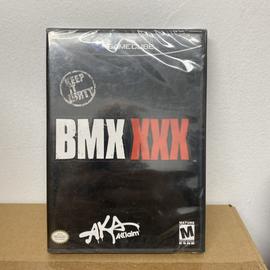 GAMECUBE
KEEP
IT
DIRTY
BMX XXX
AKA
Acclaim
MATURE
M
ESRB